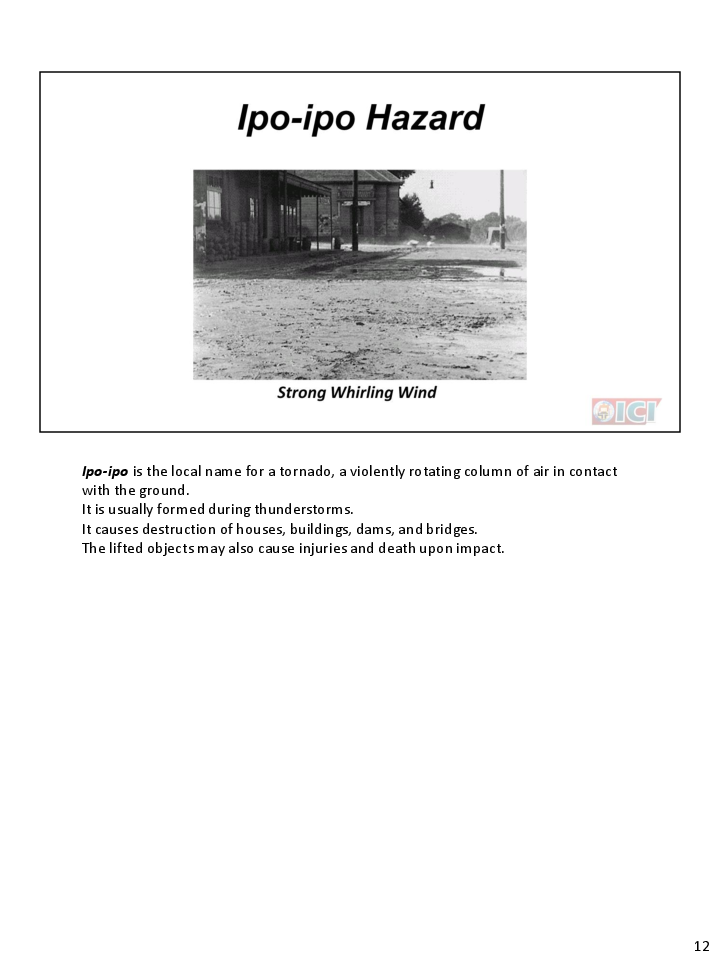 Ipo-ipo Hazard
Strong Whirling Wind
ICI
Ipo-ipo is the local name for a tornado, a violently rotating column of air in contact
with the ground.
It is usually formed during thunderstorms.
It causes destruction of houses, buildings, dams, and bridges.
The lifted objects may also cause injuries and death upon impact.
12